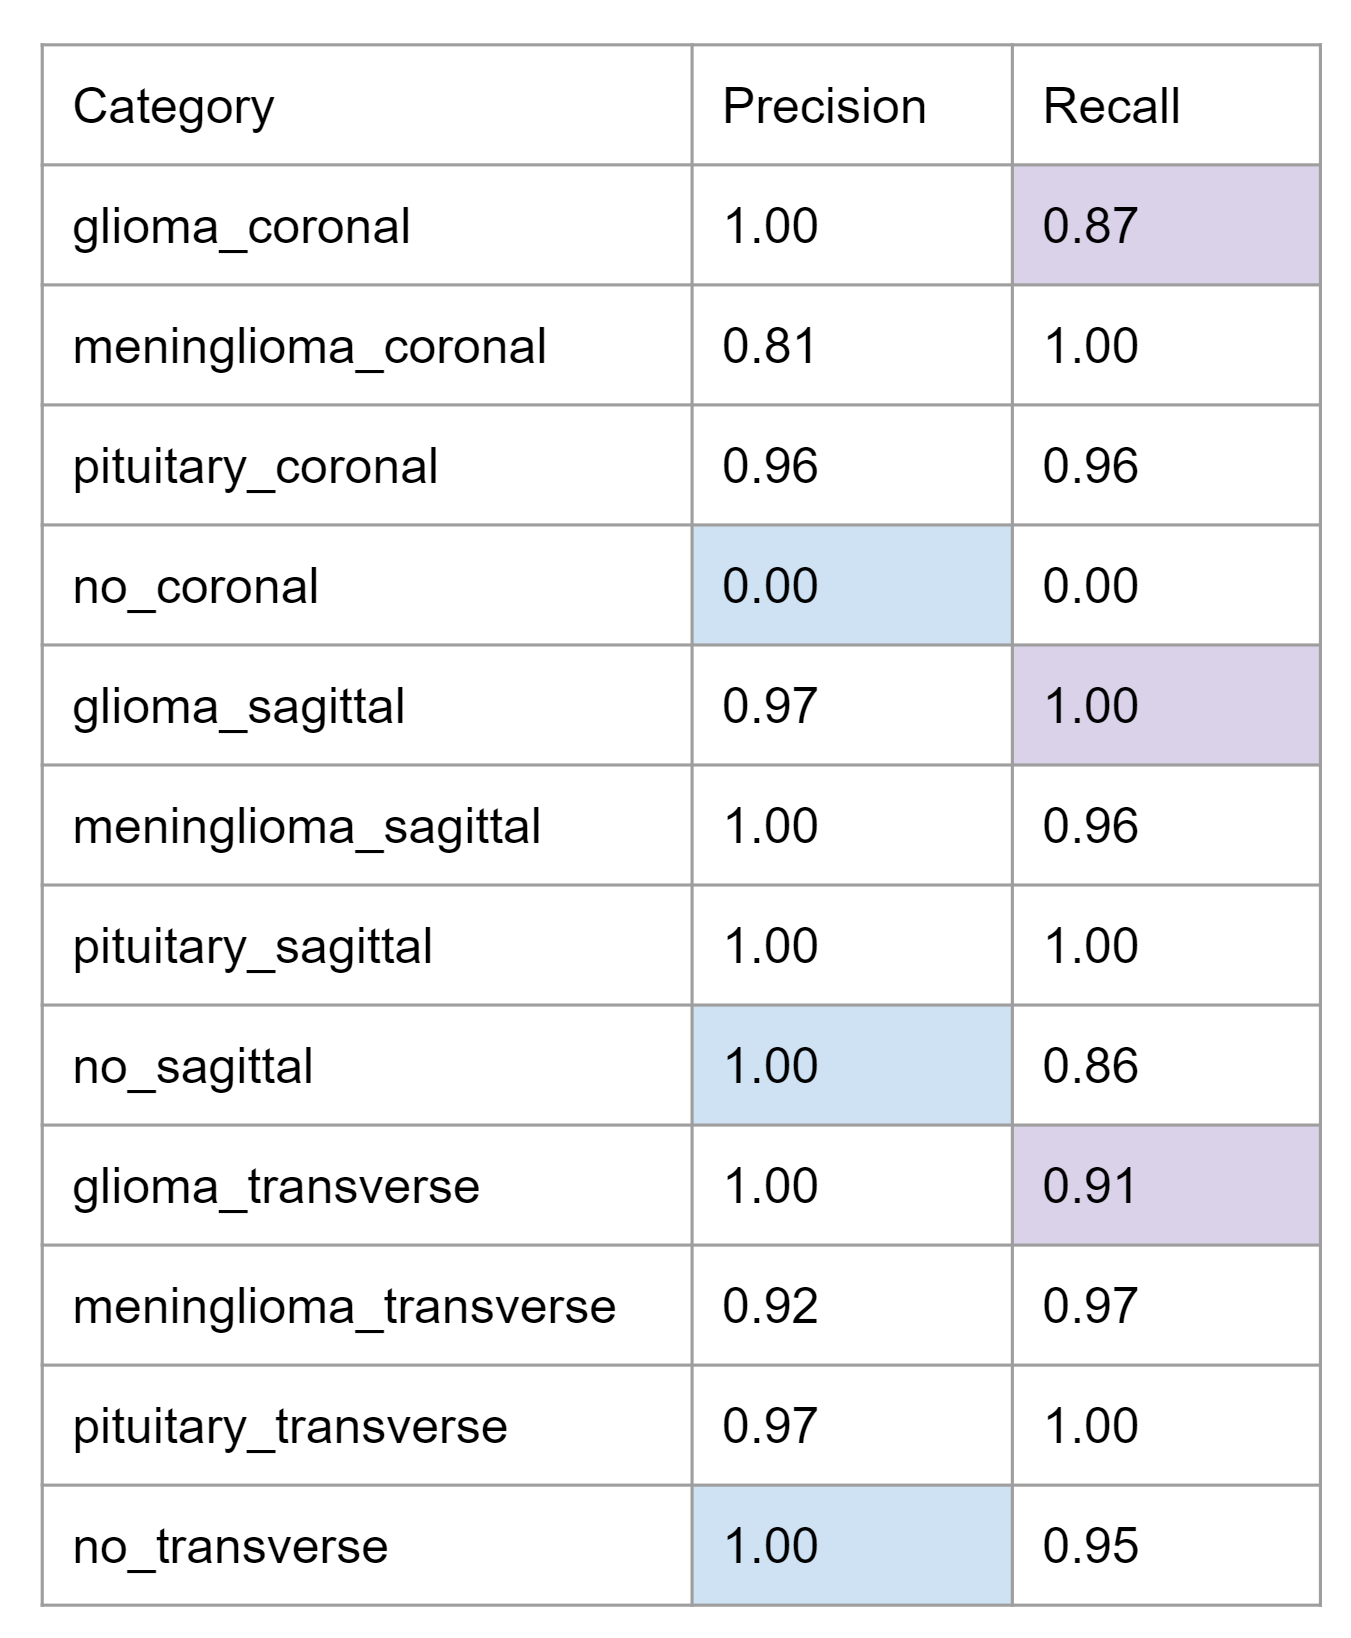 Category Precision Recall
glioma_coronal 1.00 0.87
meninglioma_coronal 0.81 1.00
pituitary_coronal 0.96 0.96
no_coronal 0.00 0.00
glioma_sagittal 0.97 1.00
meninglioma_sagittal 1.00 0.96
pituitary_sagittal 1.00 1.00
no_sagittal 1.00 0.86
glioma_transverse 1.00 0.91
meninglioma_transverse 0.92 0.97
pituitary_transverse 0.97 1.00
no_transverse 1.00 0.95